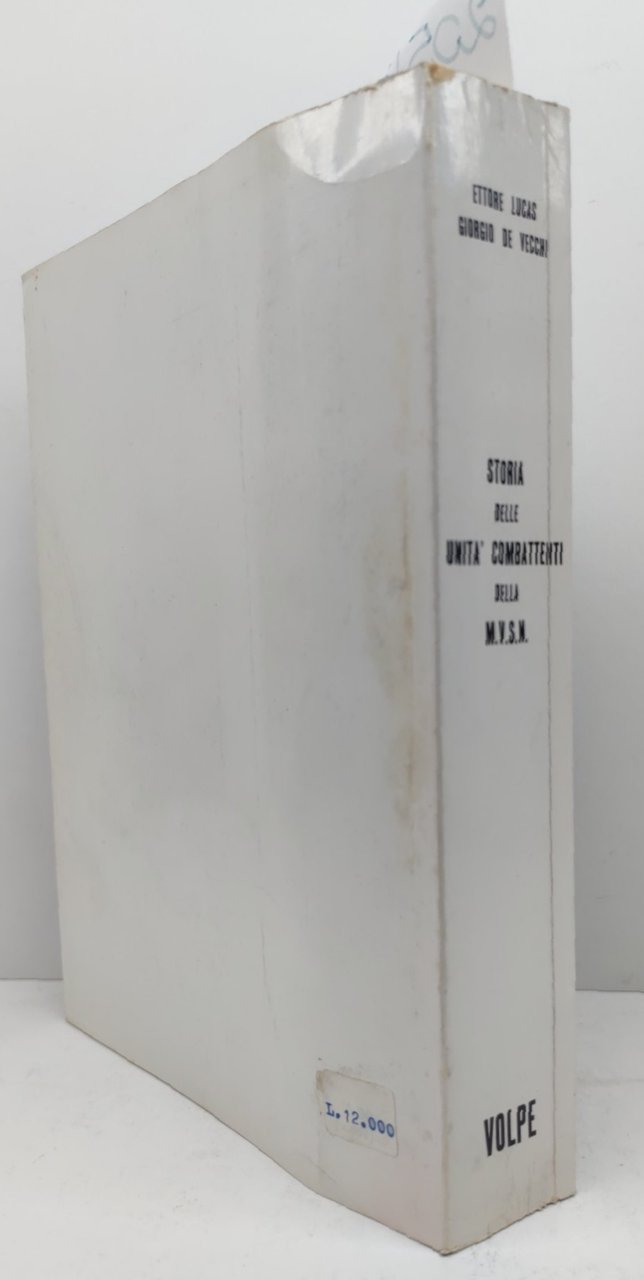 ETTORE LUCAS
GIORGIO DE VECCHI
STORIA
DELLE
UNITA' COMBATTENTI
DELLA
M.V.S.N.
VOLPE
L.12.000